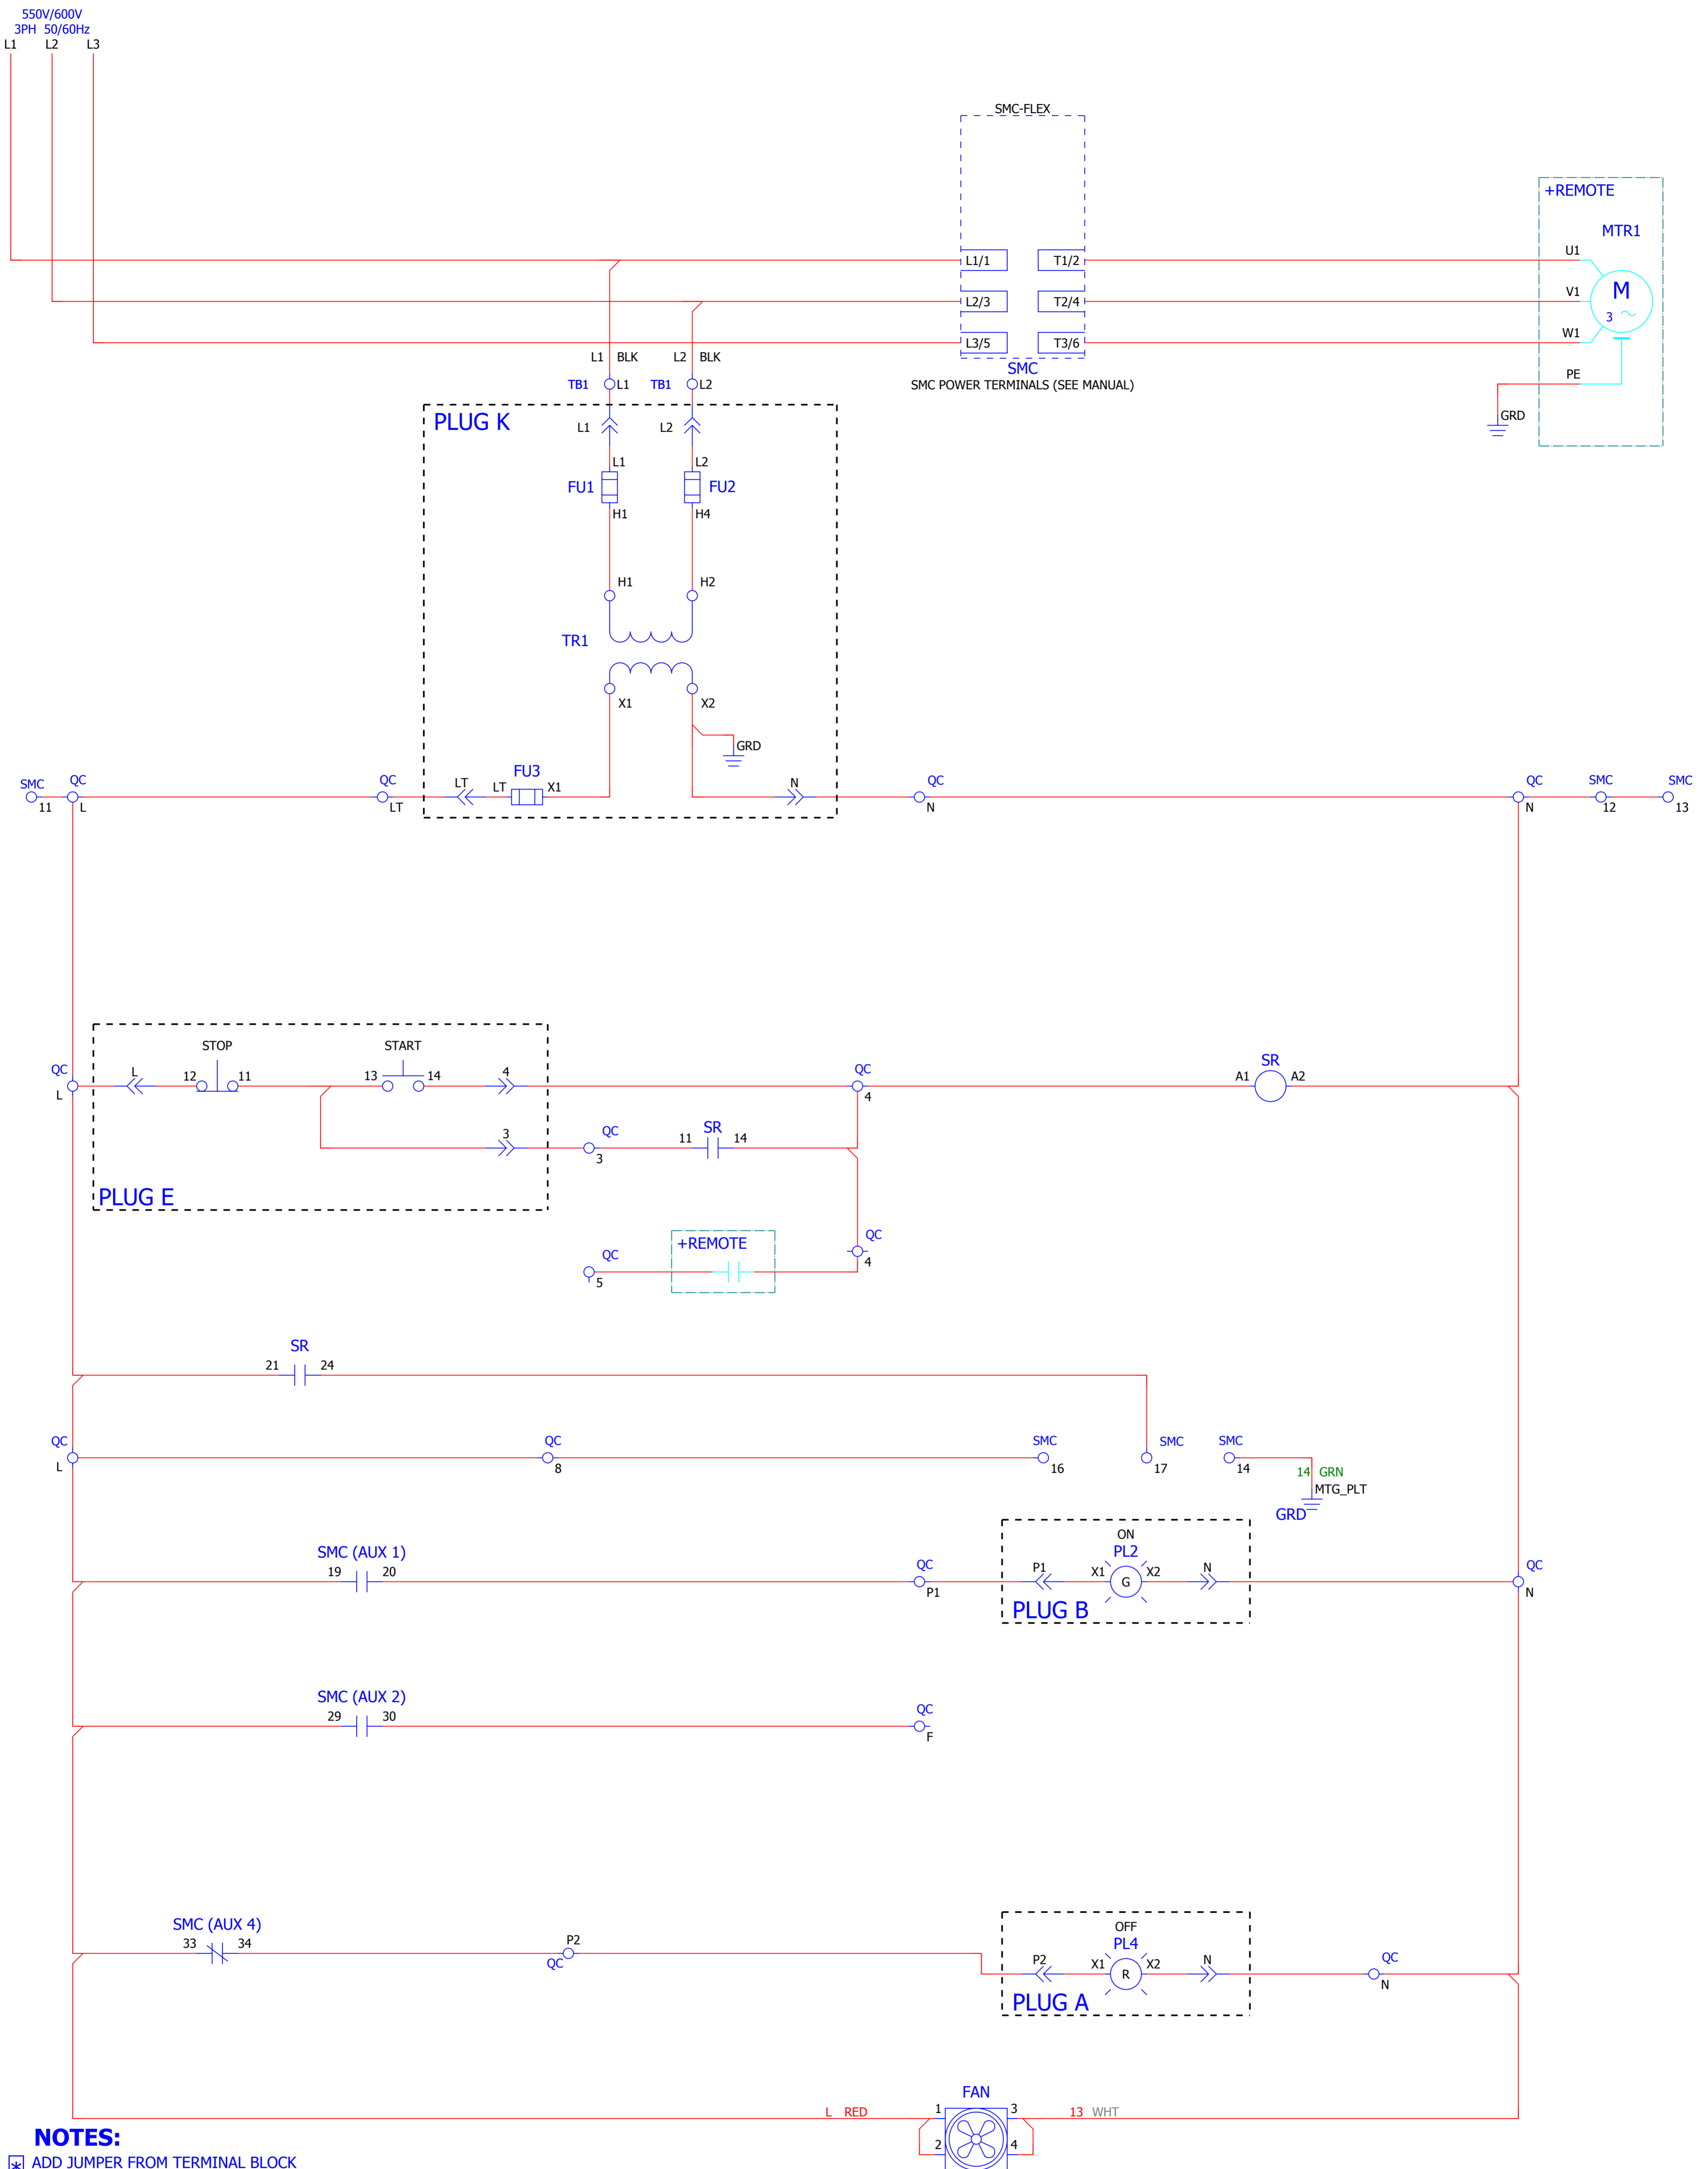 550V/600V
3PH 50/60Hz
L1 L2 L3
SMC-FLEX
+REMOTE
MTR1
L1/1 T1/2 U1
L2/3 T2/4 V1 M
3
L3/5 T3/6 W1
L1 BLK L2 BLK
SMC
SMC POWER TERMINALS (SEE MANUAL)
PE
TB1 L1 TB1 L2
GRD
PLUG K
L1 L2
L1 L2
FU1 FU2
H1 H4
H1 H2
TR1
X1 X2
GRD
FU3
SMC QC QC LT LT X1 N QC QC SMC SMC
11 L LT N N 12 13
STOP START
QC L 12 11 13 14 4 QC SR
L 4 A1 A2
3 QC 11 SR 14
3
PLUG E
QC +REMOTE QC
5 4
SR
21 24
QC QC SMC SMC SMC
L 8 16 17 14
14 GRN
MTG_PLT
GRD
SMC (AUX 1) ON
PL2
19 20 QC P1 X1 G X2 N QC
P1 N
PLUG B
SMC (AUX 2)
29 30 QC
F
SMC (AUX 4) OFF
33 34 P2 PL4
QC P2 X1 R X2 N QC
N
PLUG A
FAN
L RED 1 3 13 WHT
2 4
NOTES:
* ADD JUMPER FROM TERMINAL BLOCK